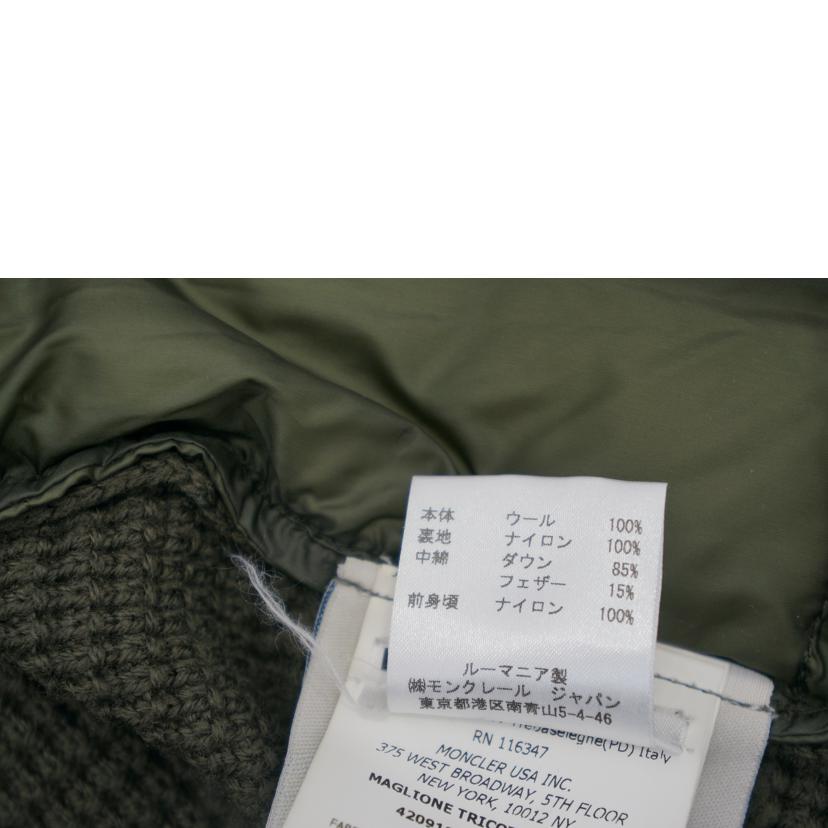 本体 ウール 100%
裏地 ナイロン 100%
中綿 ダウン 85%
フェザー 15%
前身頃 ナイロン 100%
ルーマニア製
㈱モンクレール ジャパン
東京都港区南青山5-4-46
Trebaseleghe(PD) Italy
RN 116347
MONCLER USA INC.
375 WEST BROADWAY, 5TH FLOOR
NEW YORK, 10012 NY
MAGLIONE